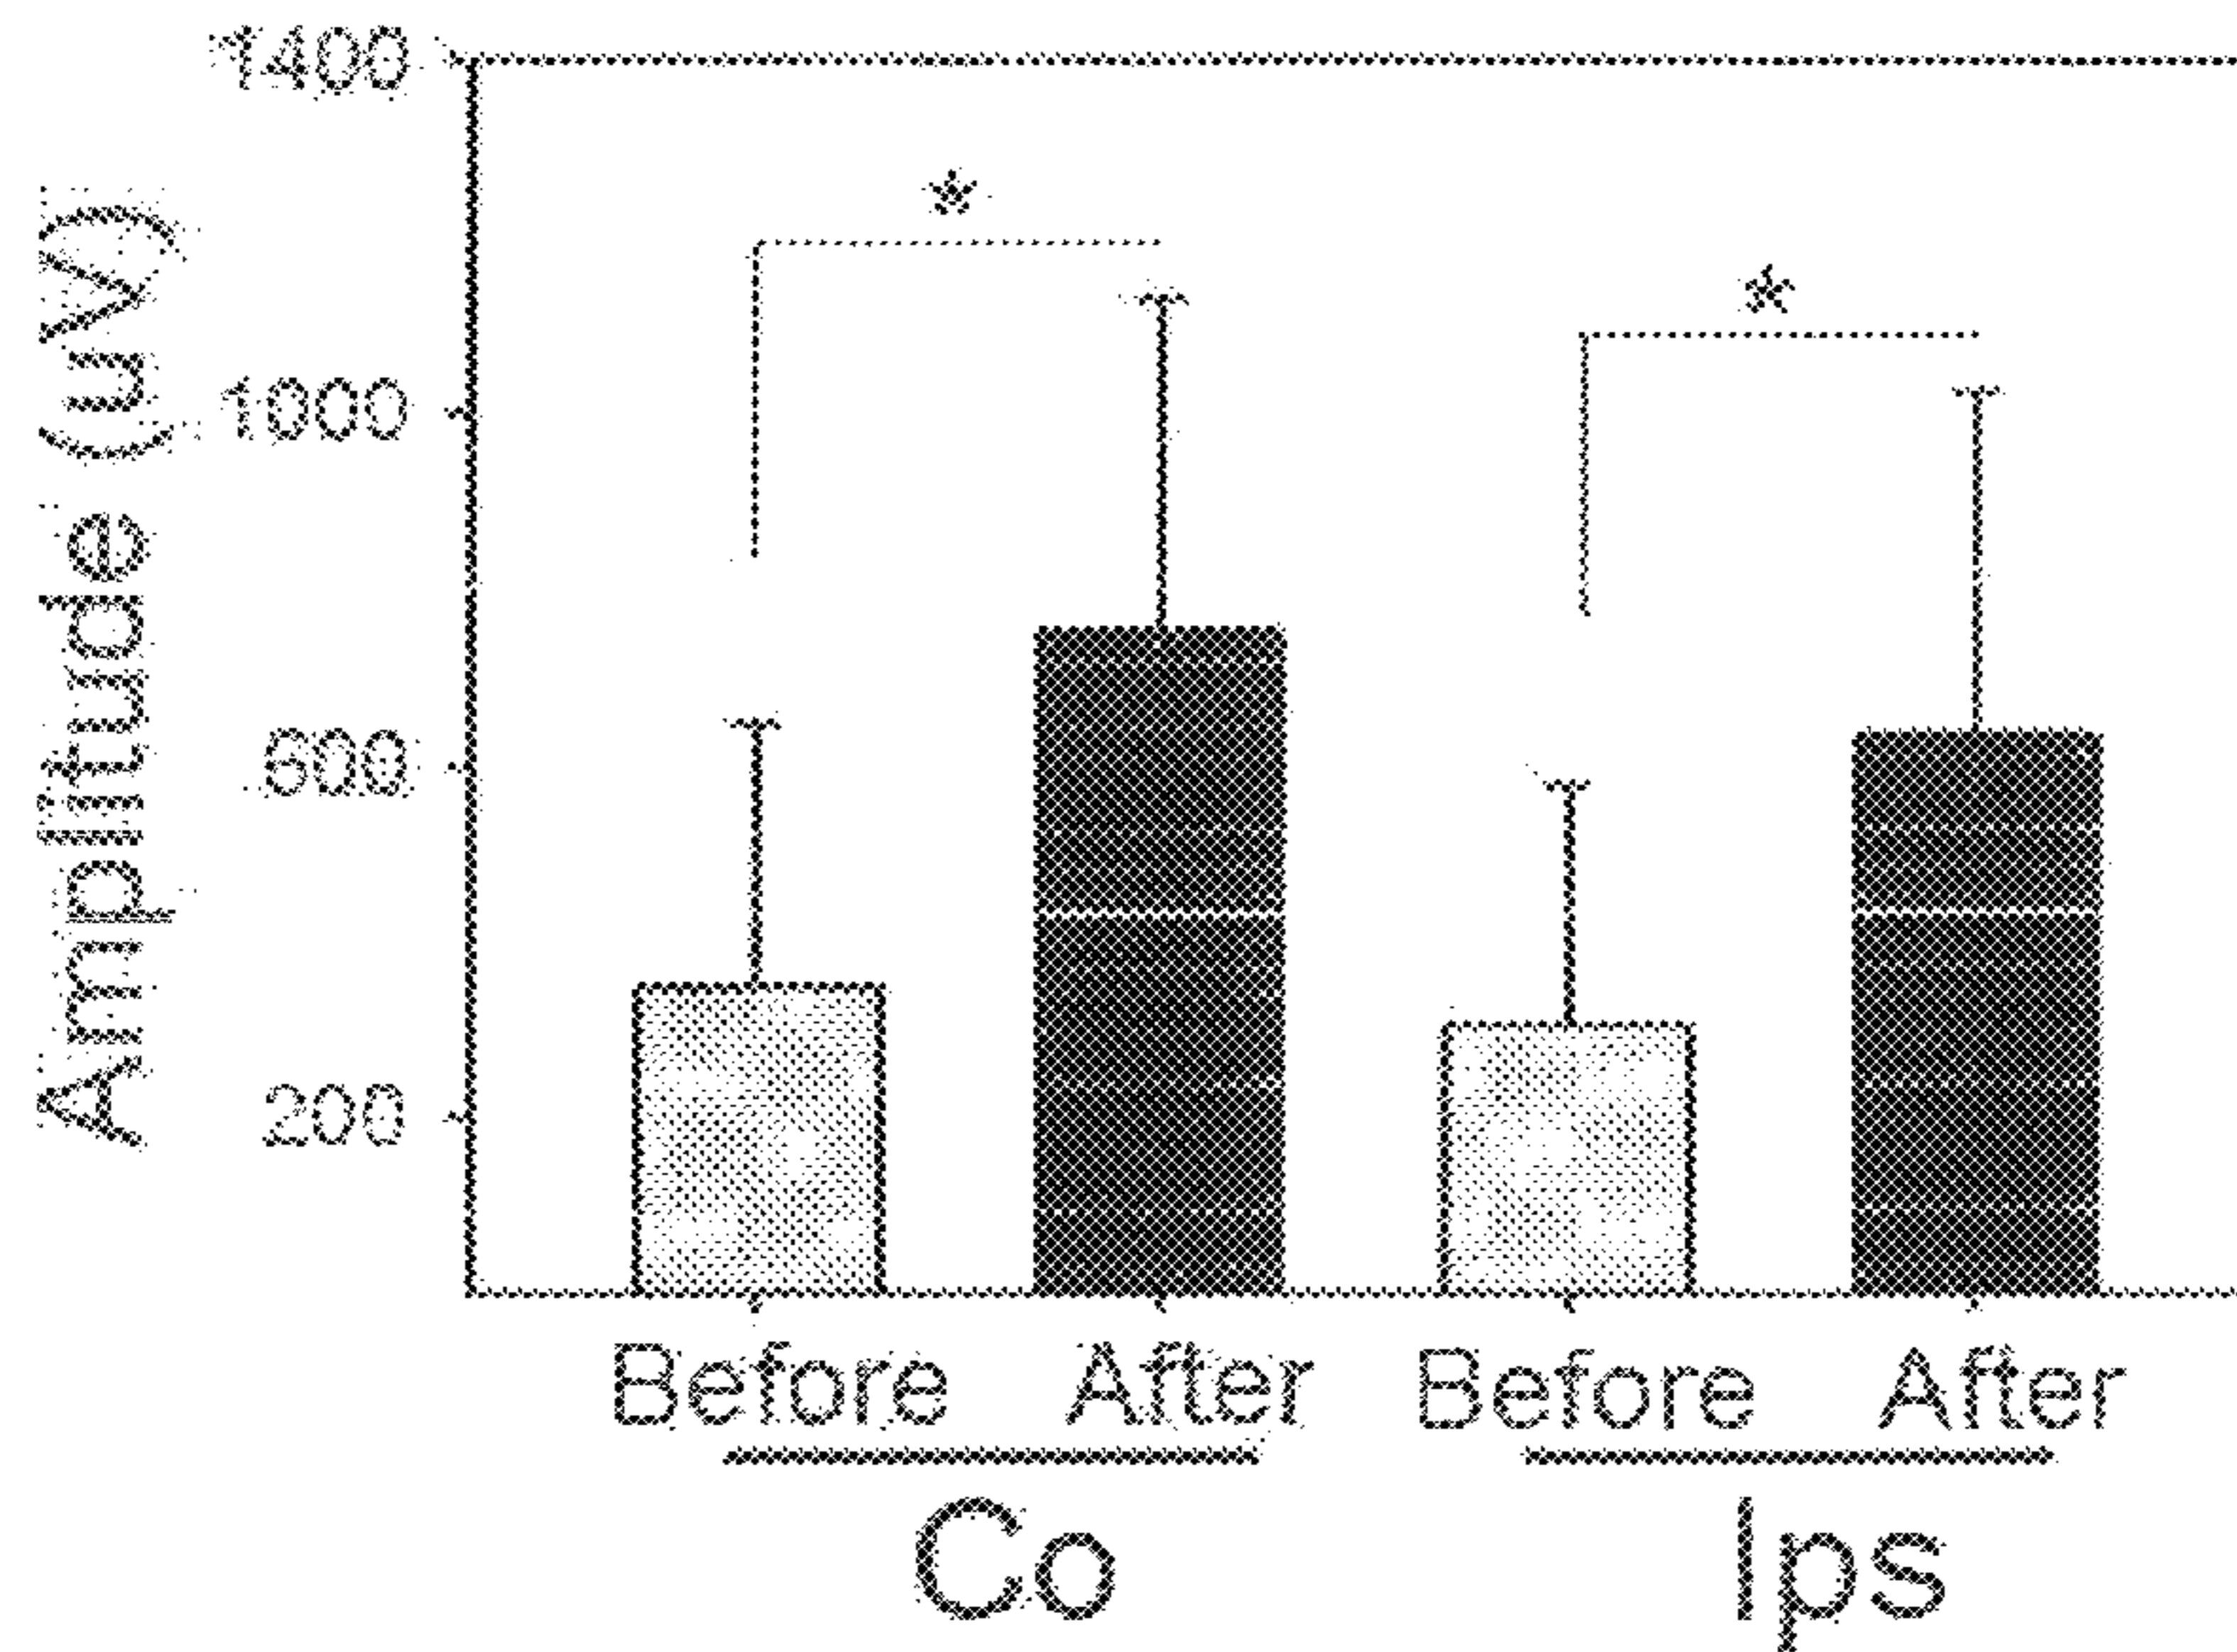 Amplitude (uV)
1400
1000
600
200
* *
Before After Before After
Co Ips